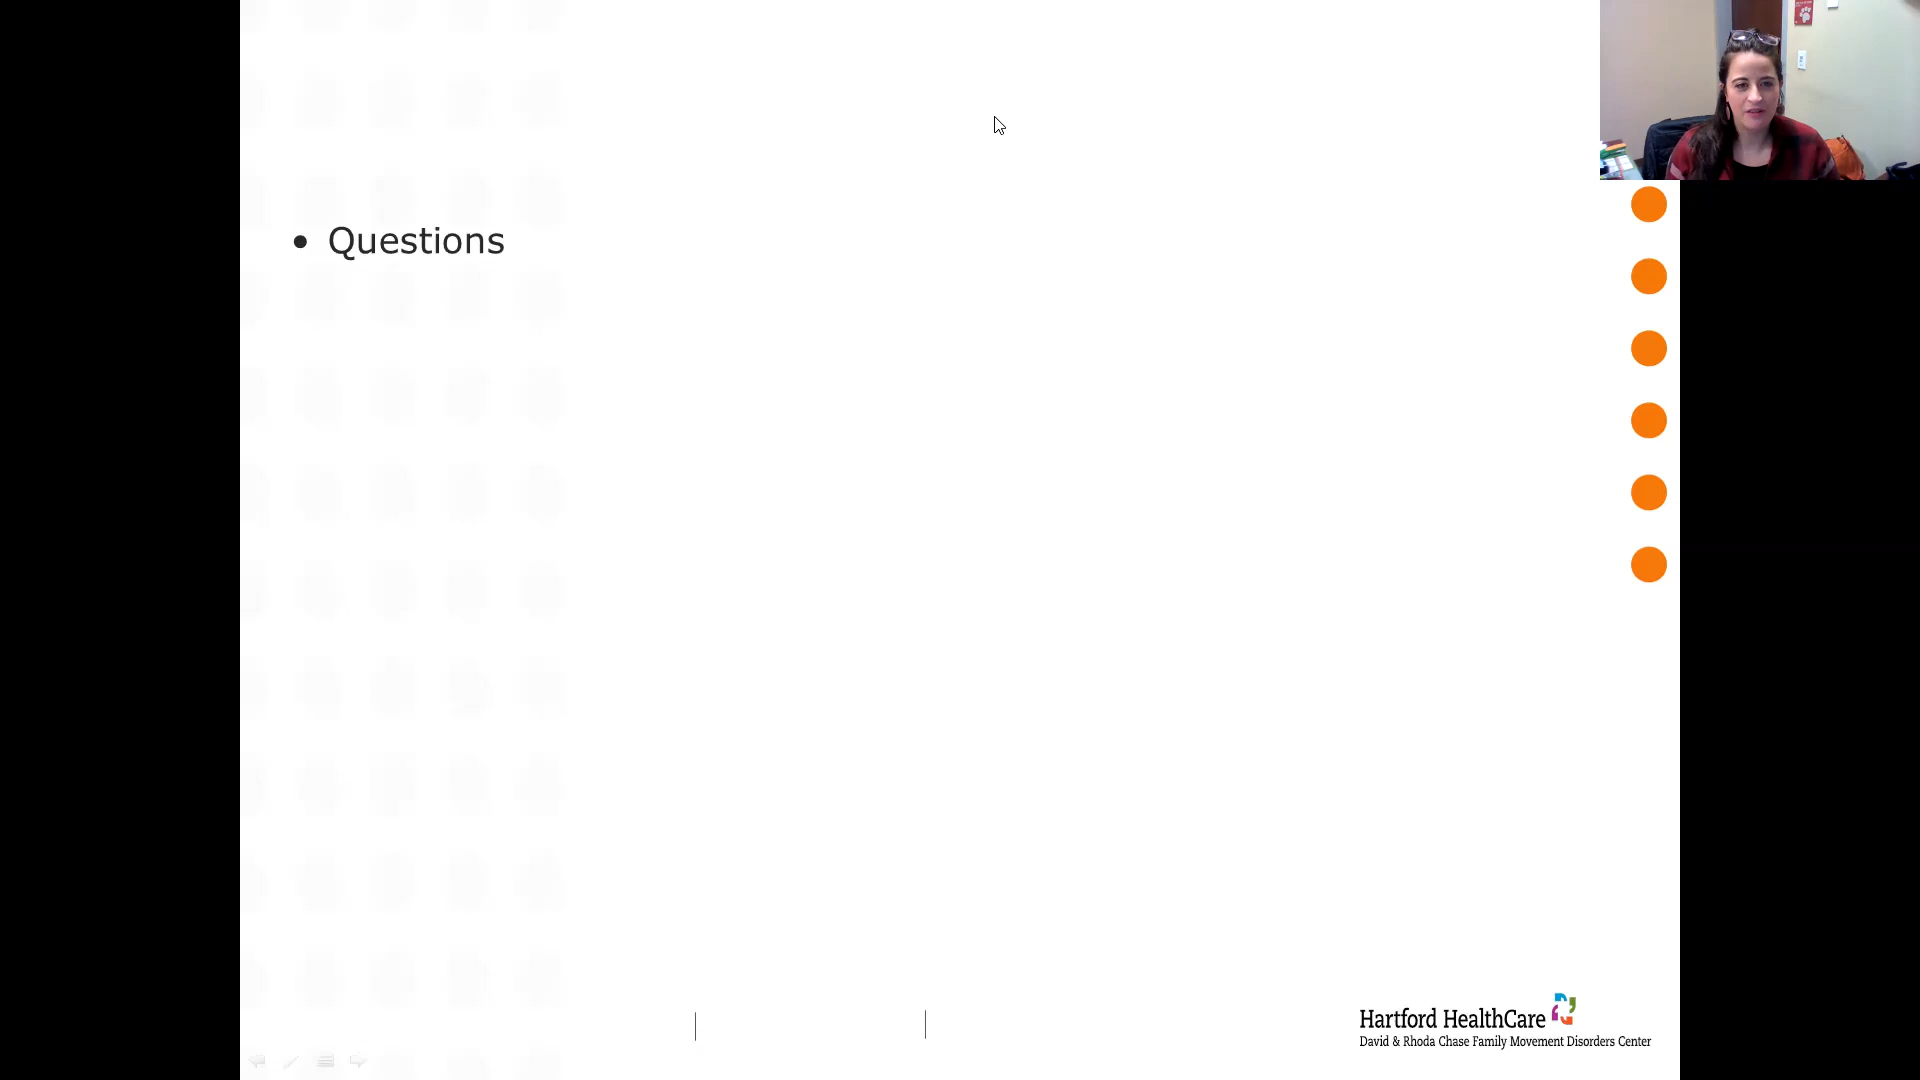 • Questions
Hartford HealthCare
David & Rhoda Chase Family Movement Disorders Center